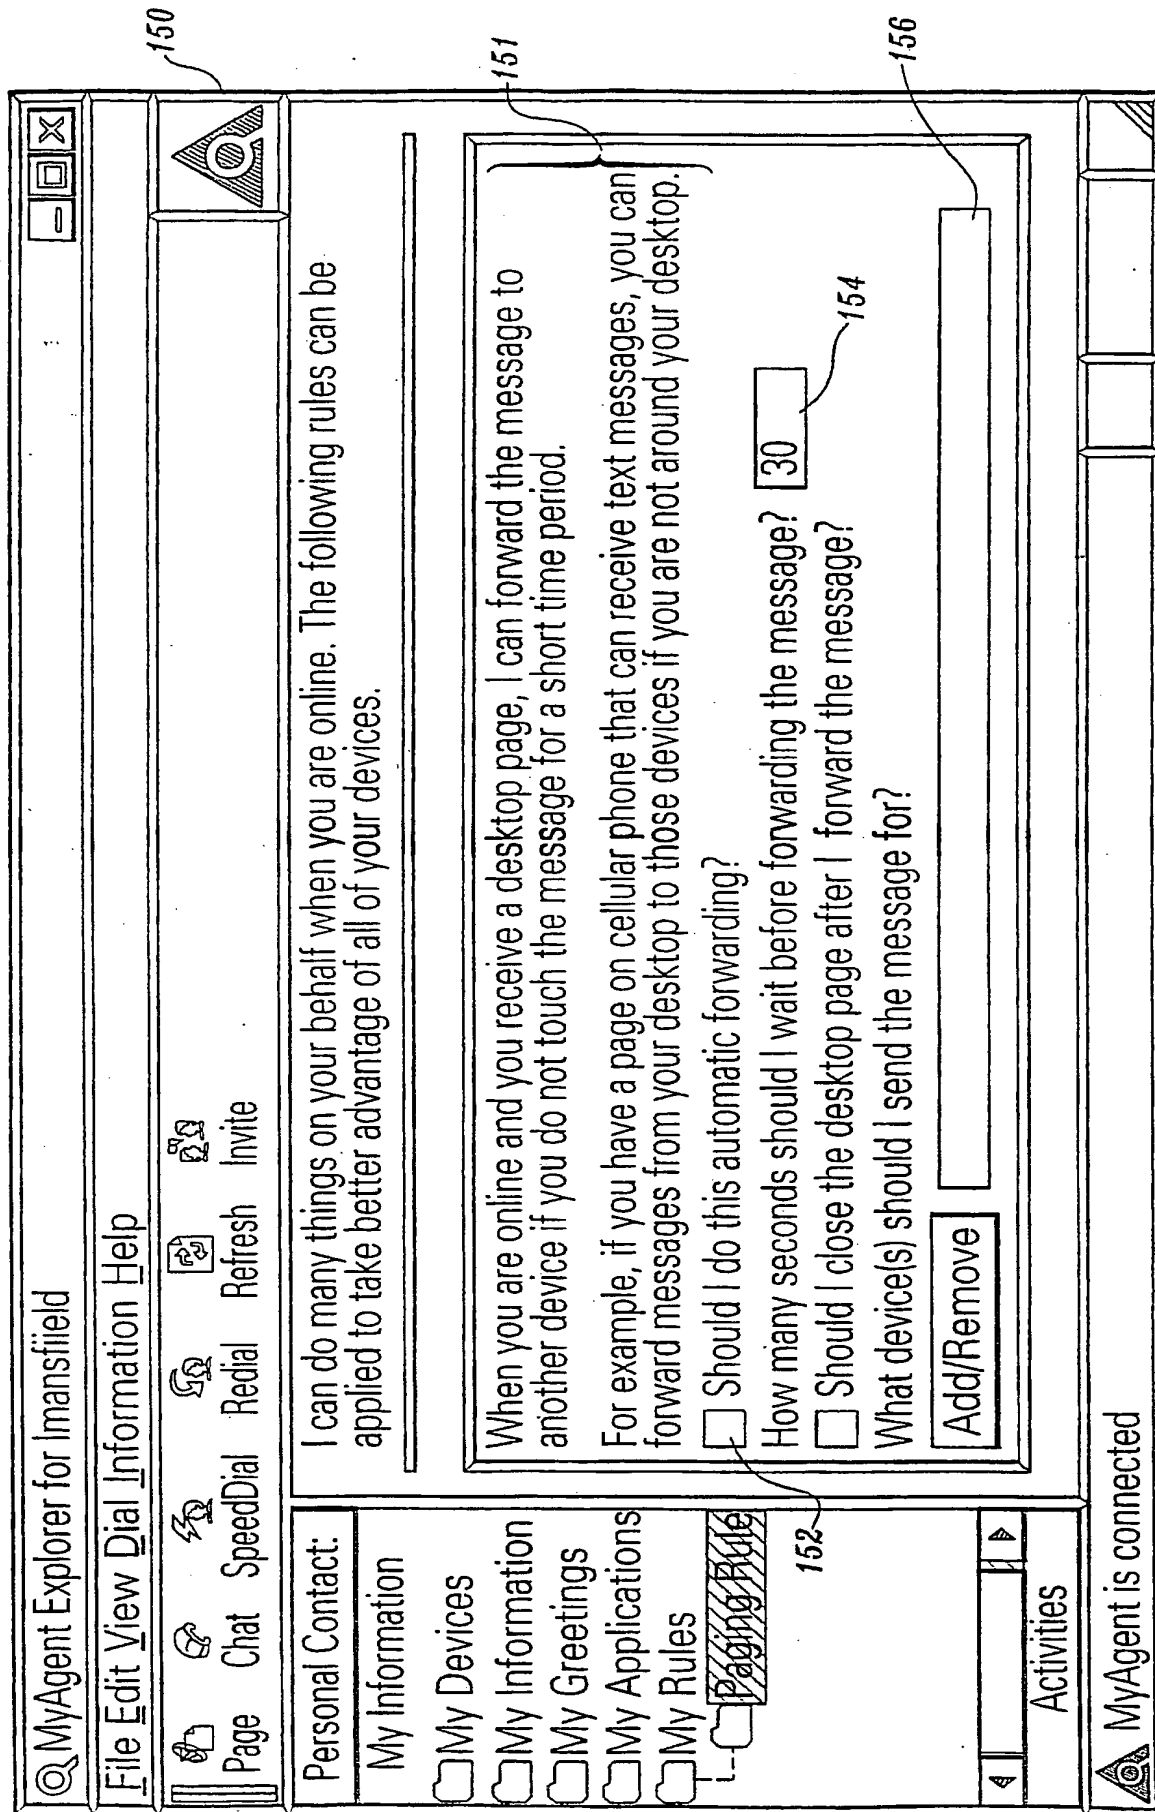 MyAgent Explorer for Imansfiield
File Edit View Dial Information Help
Page Chat SpeedDial Redial Refresh Invite
Personal Contact:
My Information
My Devices
My Information
My Greetings
My Applications
My Rules
Paging Rule
Activities
I can do many things on your behalf when you are online. The following rules can be
applied to take better advantage of all of your devices.
When you are online and you receive a desktop page, I can forward the message to
another device if you do not touch the message for a short time period.
For example, if you have a page on cellular phone that can receive text messages, you can
forward messages from your desktop to those devices if you are not around your desktop.
Should I do this automatic forwarding?
How many seconds should I wait before forwarding the message? 30
Should I close the desktop page after I forward the message?
What device(s) should I send the message for?
Add/Remove
MyAgent is connected
150
151
152
154
156